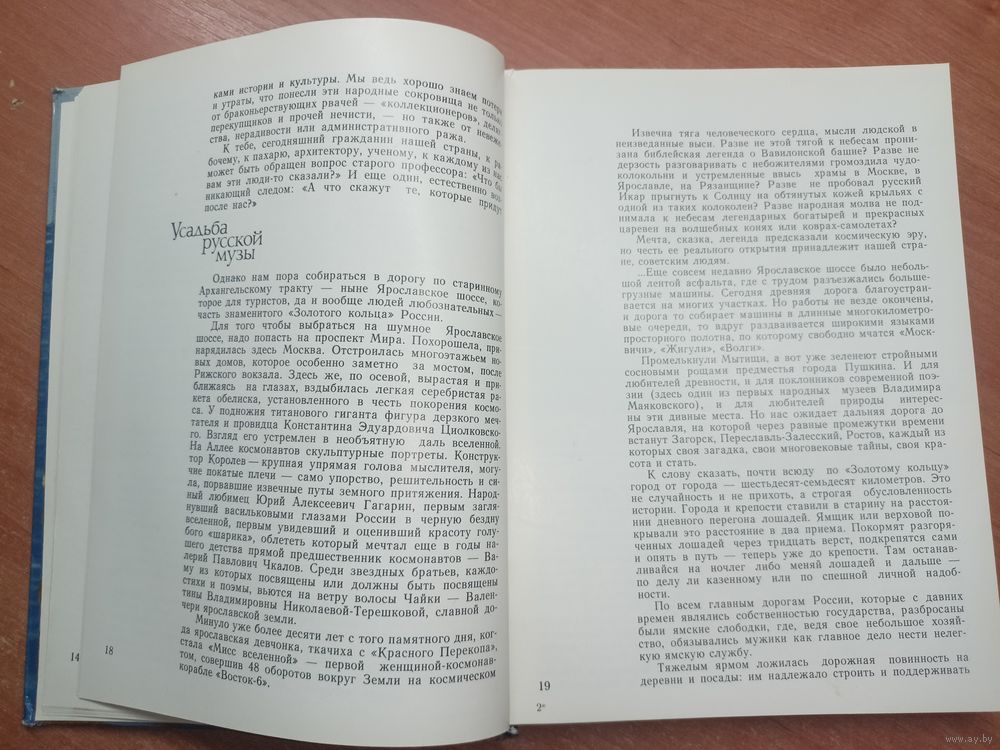 ками истории и культуры. Мы ведь хорошо знаем потери
и утраты, что понесли эти народные сокровища не только
от браконьерствующих рвачей — «коллекционеров», дельцов,
перекупщиков и прочей нечисти, — но также от невежества,
нерадивости или административного ража.
К тебе, сегодняшний гражданин нашей страны, к рабочему,
к пахарю, архитектору, ученому, к каждому из нас
может быть обращен вопрос старого профессора: «Что бы
вам эти люди-то сказали?» И еще один, естественно возникающий
следом: «А что скажут те, которые придут
после нас?»
Усадьба
русской
музы
Однако нам пора собираться в дорогу по старинному
Архангельскому тракту — ныне Ярославское шоссе, которое
для туристов, да и вообще людей любознательных —
часть знаменитого «Золотого кольца» России.
Для того чтобы выбраться на шумное Ярославское
шоссе, надо попасть на проспект Мира. Похорошела, при-
нарядилась здесь Москва. Отстроилась многоэтажьем но-
вых домов, которое особенно заметно за мостом, после
Рижского вокзала. Здесь же, по осевой, вырастая и при-
ближаясь на глазах, вздыбилась легкая серебристая ра-
кета обелиска, установленного в честь покорения космо-
са. У подножия титанового гиганта фигура дерзкого меч-
тателя и провидца Константина Эдуардовича Циолковско-
го. Взгляд его устремлен в необъятную даль вселенной.
На Аллее космонавтов скульптурные портреты. Конструк-
тор Королев — крупная упрямая голова мыслителя, могу-
чие покатые плечи — само упорство, решительность и си-
ла, порвавшие извечные путы земного притяжения. Народ-
ный любимец Юрий Алексеевич Гагарин, первым загля-
нувший васильковыми глазами России в черную бездну
вселенной, первым увидевший и оценивший красоту голу-
бого «шарика», облететь который мечтал еще в годы на-
шего детства прямой предшественник космонавтов — Ва-
лерий Павлович Чкалов. Среди звездных братьев, каждо-
му из которых посвящены или должны быть посвящены
стихи и поэмы, вьются на ветру волосы Чайки — Вален-
тины Владимировны Николаевой-Терешковой, славной до-
чери ярославской земли.
Минуло уже более десяти лет с того памятного дня, ког-
да ярославская девчонка, ткачиха с «Красного Перекопа»,
стала «Мисс вселенной» — первой женщиной-космонав-
том, совершив 48 оборотов вокруг Земли на космическом
корабле «Восток-6».
14
18
Извечна тяга человеческого сердца, мысли людской в
неизведанные выси. Разве не этой тягой к небесам прони-
зана библейская легенда о Вавилонской башне? Разве не
дерзость разговаривать с небожителями громоздила чудо-
колокольни и устремленные ввысь храмы в Москве, в
Ярославле, на Рязанщине? Разве не пробовал русский
Икар прыгнуть к Солнцу на обтянутых кожей крыльях с
одной из таких колоколен? Разве народная молва не под-
нимала к небесам легендарных богатырей и прекрасных
царевен на волшебных конях или коврах-самолетах?
Мечта, сказка, легенда предсказали космическую эру,
но честь ее реального открытия принадлежит нашей стра-
не, советским людям.
...Еще совсем недавно Ярославское шоссе было неболь-
шой лентой асфальта, где с трудом разъезжались больше-
грузные машины. Сегодня древняя дорога благоустраи-
вается на многих участках. Но работы не везде окончены,
и дорога то собирает машины в длинные многокилометро-
вые очереди, то вдруг раздваивается широкими языками
просторного полотна, по которому свободно мчатся «Моск-
вичи», «Жигули», «Волги».
Промелькнули Мытищи, а вот уже зеленеют стройными
сосновыми рощами предместья города Пушкина. И для
любителей древности, и для поклонников современной поэ-
зии (здесь один из первых народных музеев Владимира
Маяковского), и для любителей природы интерес-
ны эти дивные места. Но нас ожидает дальняя дорога до
Ярославля, на которой через равные промежутки времени
встанут Загорск, Переславль-Залесский, Ростов, каждый из
которых своя загадка, свои многовековые тайны, своя кра-
сота и стать.
К слову сказать, почти всюду по «Золотому кольцу»
город от города — шестьдесят-семьдесят километров. Это
не случайность и не прихоть, а строгая обусловленность
истории. Города и крепости ставили в старину на расстоя-
нии дневного перегона лошадей. Ямщик или верховой по-
крывали это расстояние в два приема. Покормят разгоря-
ченных лошадей через тридцать верст, подкрепятся сами
и опять в путь — теперь уже до крепости. Там останав-
ливайся на ночлег либо меняй лошадей и дальше —
по делу ли казенному или по спешной личной надоб-
ности.
По всем главным дорогам России, которые с давних
времен являлись собственностью государства, разбросаны
были ямские слободки, где, ведя свое небольшое хозяй-
ство, обязывались мужики как главное дело нести нелег-
кую ямскую службу.
Тяжелым ярмом ложилась дорожная повинность на
деревни и посады: им надлежало строить и поддерживать
19
2*
www.ay.by